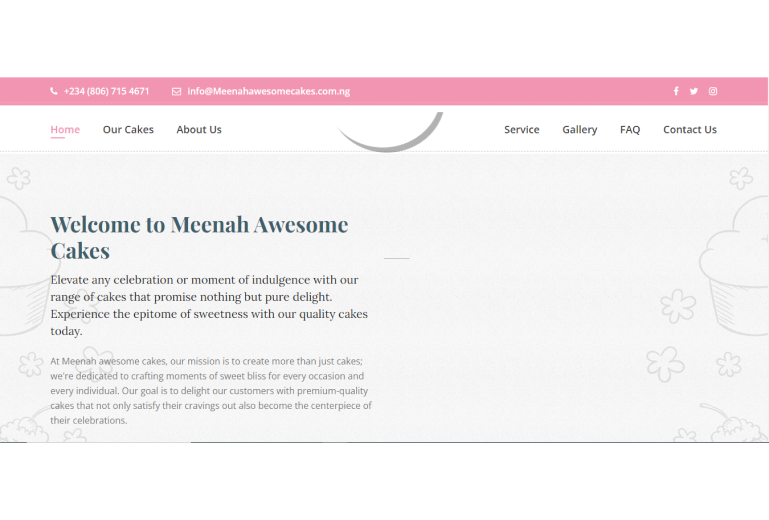 +234 (806) 715 4671 Info@Meenahawesomecakes.com.ng
Home Our Cakes About Us Service Gallery FAQ Contact Us
Welcome to Meenah Awesome
Cakes
Elevate any celebration or moment of indulgence with our
range of cakes that promise nothing but pure delight.
Experience the epitome of sweetness with our quality cakes
today.
At Meenah awesome cakes, our mission is to create more than just cakes;
we're dedicated to crafting moments of sweet bliss for every occasion and
every individual. Our goal is to delight our customers with premium-quality
cakes that not only satisfy their cravings out also become the centerpiece of
their celebrations.